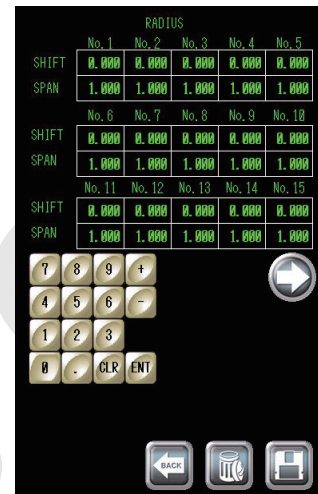 RADIUS
No.1 No.2 No.3 No.4 No.5
SHIFT 0.000 0.000 0.000 0.000 0.000
SPAN 1.000 1.000 1.000 1.000 1.000
No.6 No.7 No.8 No.9 No.10
SHIFT 0.000 0.000 0.000 0.000 0.000
SPAN 1.000 1.000 1.000 1.000 1.000
No.11 No.12 No.13 No.14 No.15
SHIFT 0.000 0.000 0.000 0.000 0.000
SPAN 1.000 1.000 1.000 1.000 1.000
7 8 9 +
4 5 6 -
1 2 3
0 . CLR ENT
BACK